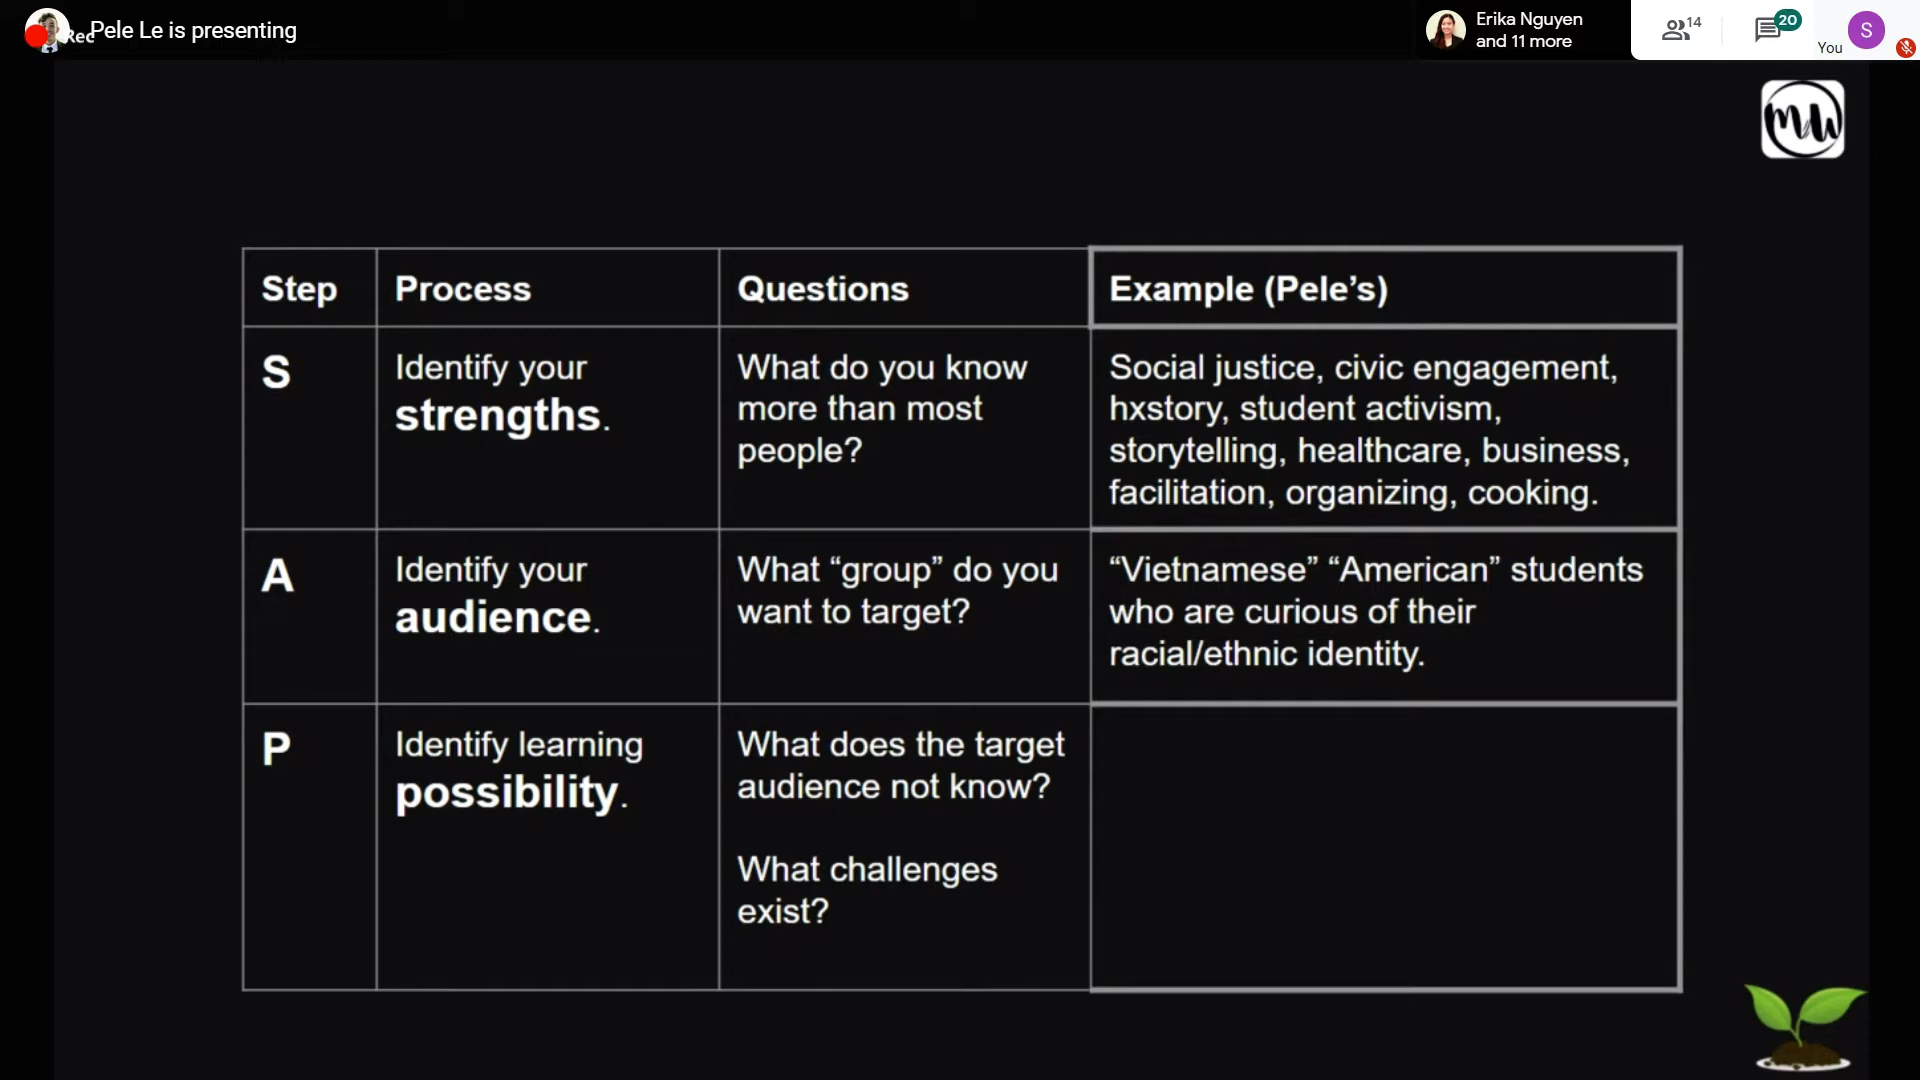 Rec
Pele Le is presenting
Erika Nguyen
and 11 more
14
20
You
S
mw
Step
Process
Questions
Example (Pele’s)
S
Identify your
strengths.
What do you know
more than most
people?
Social justice, civic engagement,
hxstory, student activism,
storytelling, healthcare, business,
facilitation, organizing, cooking.
A
Identify your
audience.
What “group” do you
want to target?
“Vietnamese” “American” students
who are curious of their
racial/ethnic identity.
P
Identify learning
possibility.
What does the target
audience not know?
What challenges
exist?